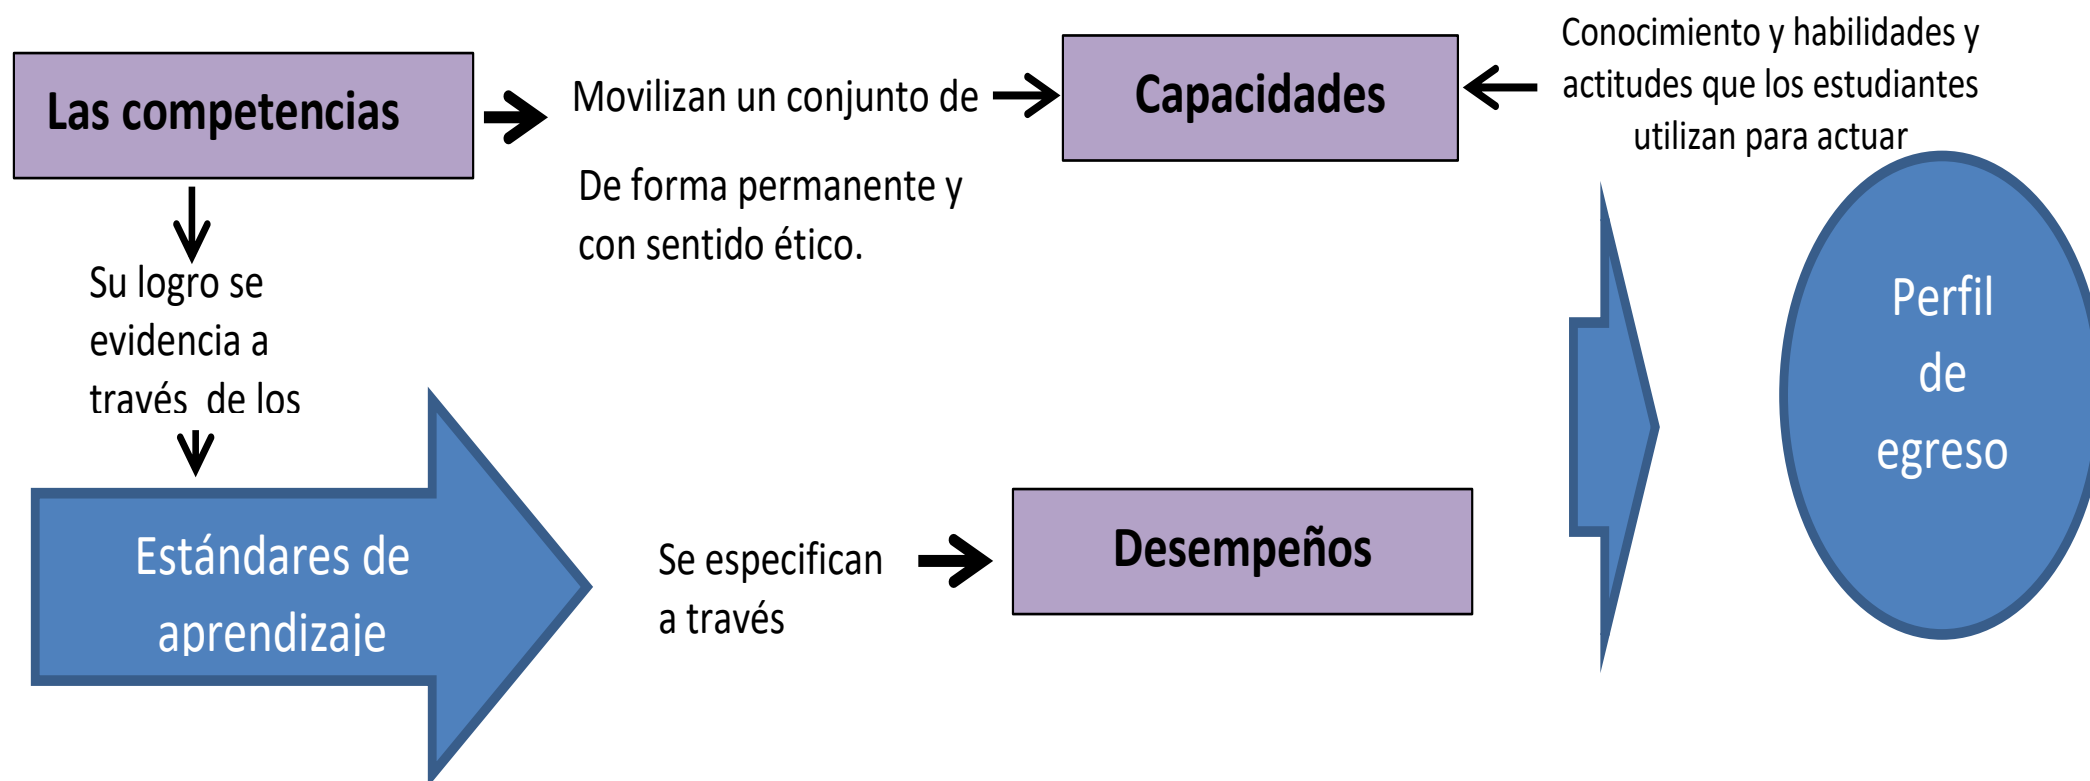 Las competencias
Movilizan un conjunto de
De forma permanente y
con sentido ético.
Capacidades
Conocimiento y habilidades y
actitudes que los estudiantes
utilizan para actuar
Su logro se
evidencia a
través  de los
Estándares de
aprendizaje
Se especifican
a través
Desempeños
Perfil
de
egreso